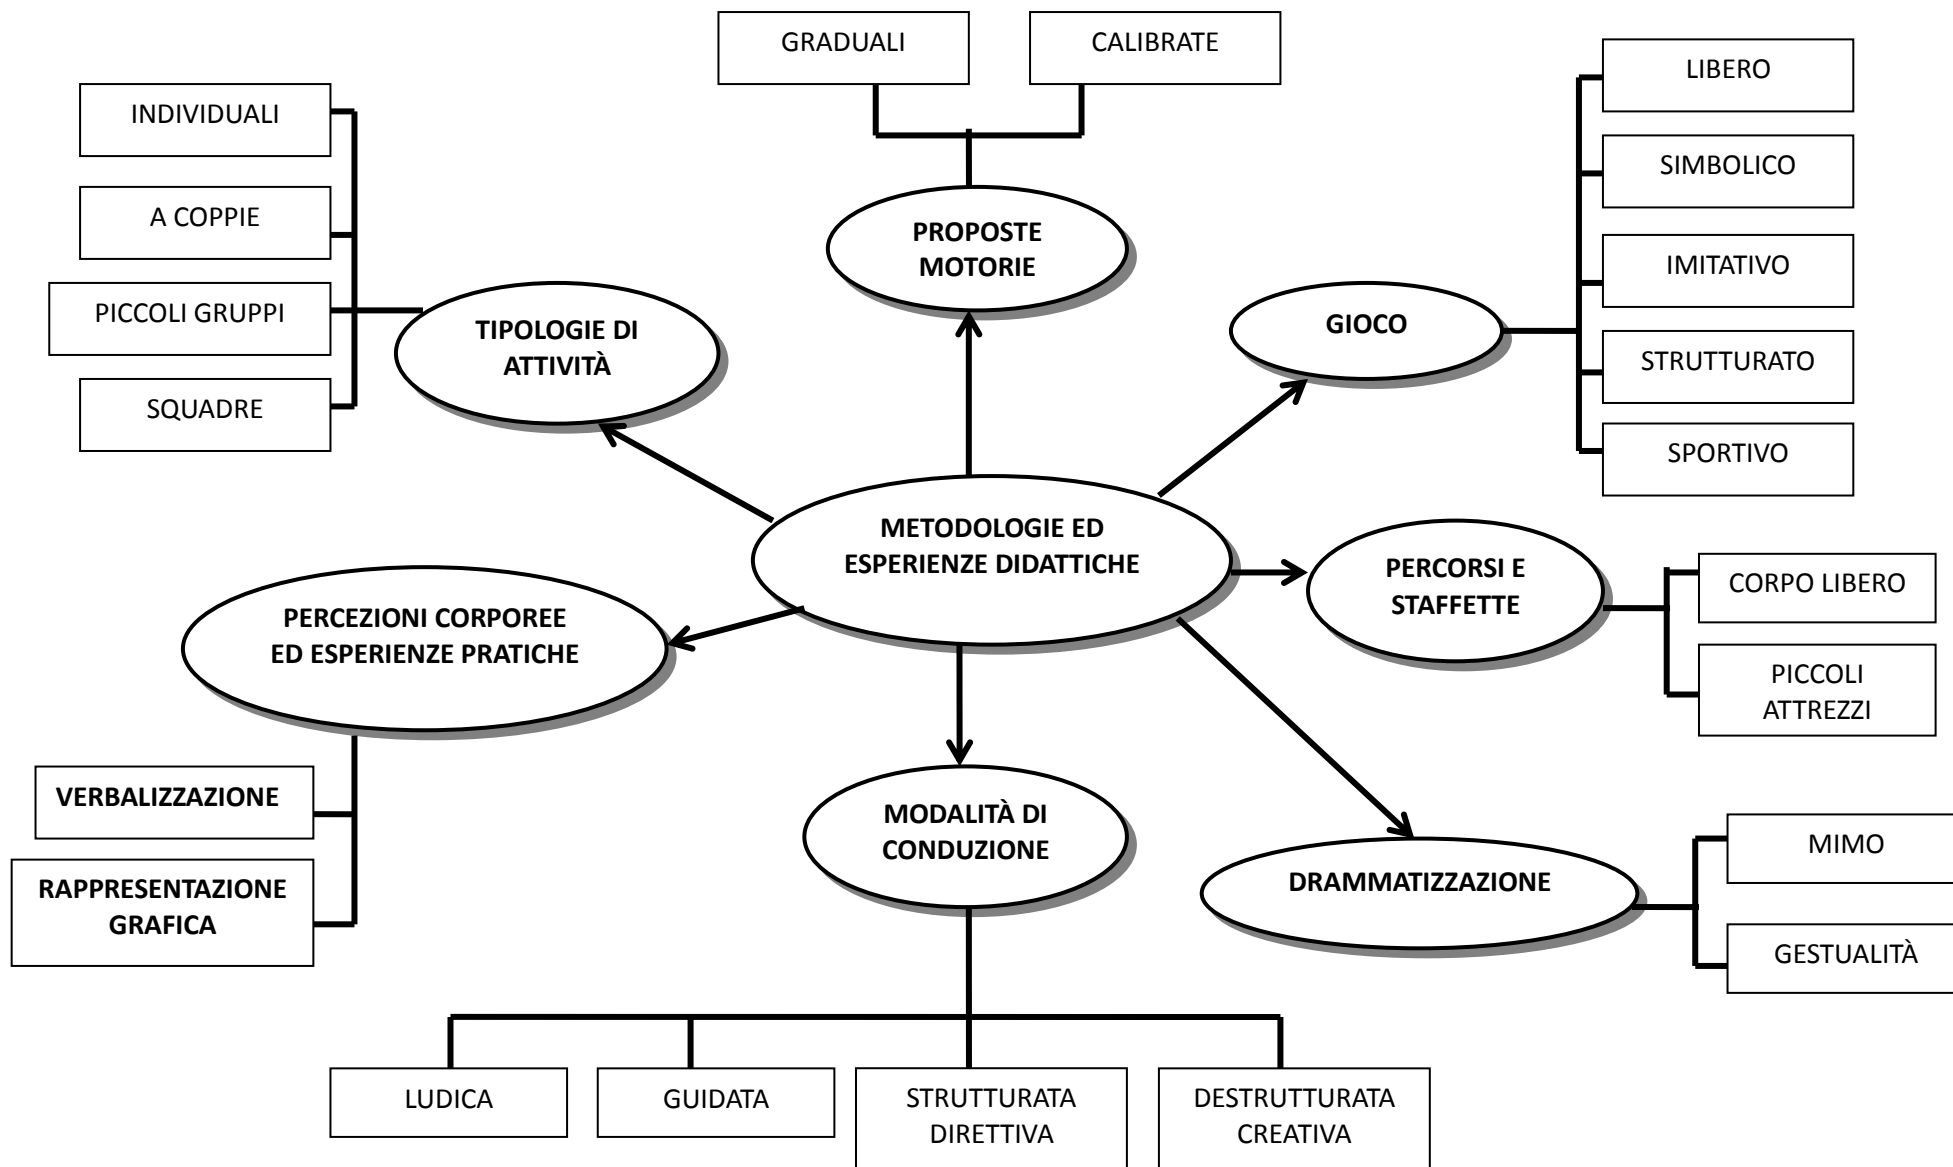 GRADUALI
CALIBRATE
LIBERO
SIMBOLICO
IMITATIVO
STRUTTURATO
SPORTIVO
INDIVIDUALI
A COPPIE
PICCOLI GRUPPI
SQUADRE
PROPOSTE
MOTORIE
TIPOLOGIE DI
ATTIVITÀ
GIOCO
METODOLOGIE ED
ESPERIENZE DIDATTICHE
PERCORSI E
STAFFETTE
CORPO LIBERO
PICCOLI
ATTREZZI
PERCEZIONI CORPOREE
ED ESPERIENZE PRATICHE
VERBALIZZAZIONE
RAPPRESENTAZIONE
GRAFICA
MODALITÀ DI
CONDUZIONE
DRAMMATIZZAZIONE
MIMO
GESTUALITÀ
LUDICA
GUIDATA
STRUTTURATA
DIRETTIVA
DESTRUTTURATA
CREATIVA